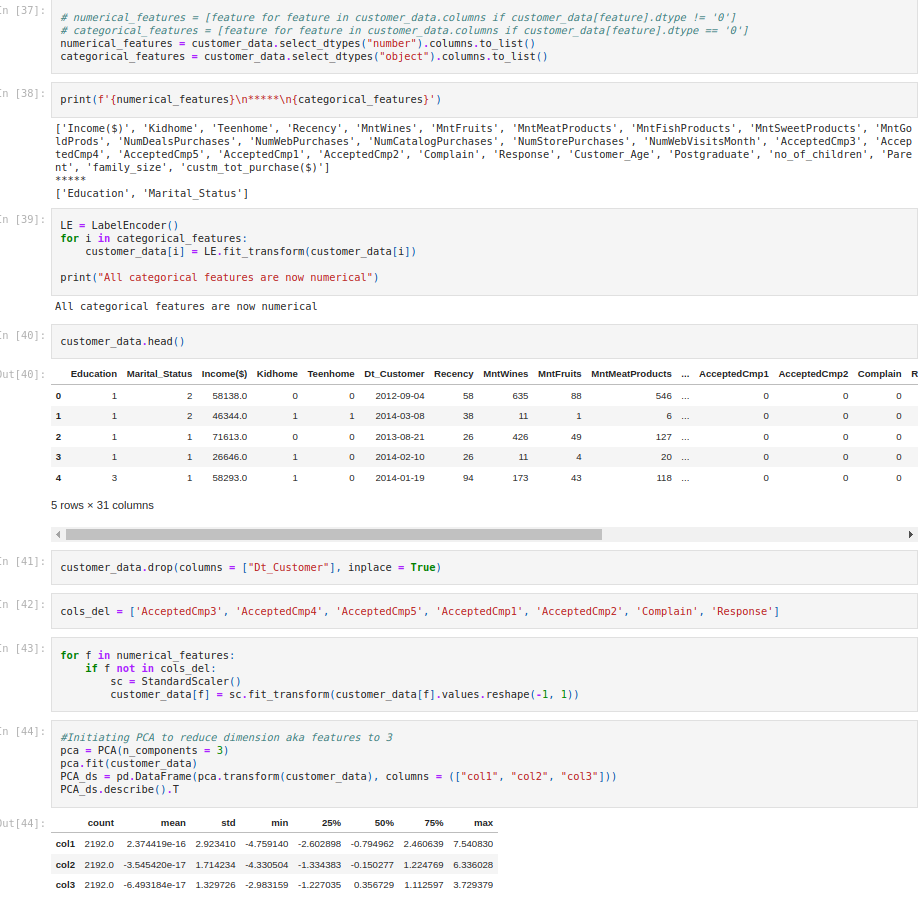 n [37]:
# numerical_features = [feature for feature in customer_data.columns if customer_data[feature].dtype != '0']
# categorical_features = [feature for feature in customer_data.columns if customer_data[feature].dtype == '0']
numerical_features = customer_data.select_dtypes("number").columns.to_list()
categorical_features = customer_data.select_dtypes("object").columns.to_list()
n [38]:
print(f'{numerical_features}\n*****\n{categorical_features}')
['Income($)', 'Kidhome', 'Teenhome', 'Recency', 'MntWines', 'MntFruits', 'MntMeatProducts', 'MntFishProducts', 'MntSweetProducts', 'MntGo
ldProds', 'NumDealsPurchases', 'NumWebPurchases', 'NumCatalogPurchases', 'NumStorePurchases', 'NumWebVisitsMonth', 'AcceptedCmp3', 'Accep
tedCmp4', 'AcceptedCmp5', 'AcceptedCmp1', 'AcceptedCmp2', 'Complain', 'Response', 'Customer_Age', 'Postgraduate', 'no_of_children', 'Pare
nt', 'family_size', 'custm_tot_purchase($)']
*****
['Education', 'Marital_Status']
n [39]:
LE = LabelEncoder()
for i in categorical_features:
    customer_data[i] = LE.fit_transform(customer_data[i])
print("All categorical features are now numerical")
All categorical features are now numerical
n [40]:
customer_data.head()
Out[40]:
Education Marital_Status Income($) Kidhome Teenhome Dt_Customer Recency MntWines MntFruits MntMeatProducts ... AcceptedCmp1 AcceptedCmp2 Complain R
0 1 2 58138.0 0 0 2012-09-04 58 635 88 546 ... 0 0 0
1 1 2 46344.0 1 1 2014-03-08 38 11 1 6 ... 0 0 0
2 1 1 71613.0 0 0 2013-08-21 26 426 49 127 ... 0 0 0
3 1 1 26646.0 1 0 2014-02-10 26 11 4 20 ... 0 0 0
4 3 1 58293.0 1 0 2014-01-19 94 173 43 118 ... 0 0 0
5 rows × 31 columns
n [41]:
customer_data.drop(columns = ["Dt_Customer"], inplace = True)
n [42]:
cols_del = ['AcceptedCmp3', 'AcceptedCmp4', 'AcceptedCmp5', 'AcceptedCmp1', 'AcceptedCmp2', 'Complain', 'Response']
n [43]:
for f in numerical_features:
    if f not in cols_del:
        sc = StandardScaler()
        customer_data[f] = sc.fit_transform(customer_data[f].values.reshape(-1, 1))
n [44]:
#Initiating PCA to reduce dimension aka features to 3
pca = PCA(n_components = 3)
pca.fit(customer_data)
PCA_ds = pd.DataFrame(pca.transform(customer_data), columns = (["col1", "col2", "col3"]))
PCA_ds.describe().T
Out[44]:
count mean std min 25% 50% 75% max
col1 2192.0 2.374419e-16 2.923410 -4.759140 -2.602898 -0.794962 2.460639 7.540830
col2 2192.0 -3.545420e-17 1.714234 -4.330504 -1.334383 -0.150277 1.224769 6.336028
col3 2192.0 -6.493184e-17 1.329726 -2.983159 -1.227035 0.356729 1.112597 3.729379